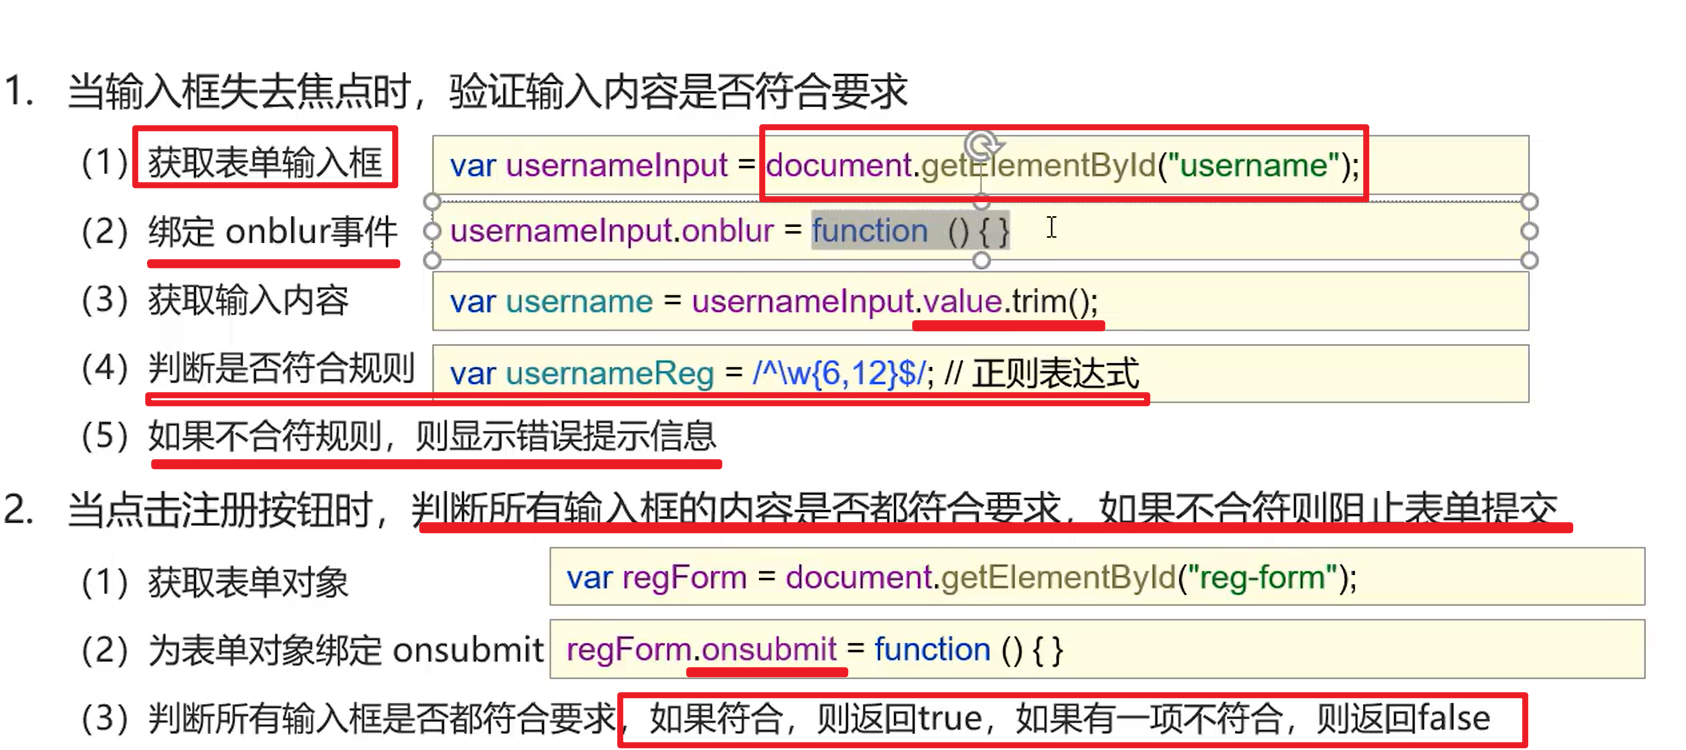 1. 当输入框失去焦点时，验证输入内容是否符合要求
（1）获取表单输入框 var usernameInput = document.getElementById("username");
（2）绑定 onblur事件 usernameInput.onblur = function （）{ }
（3）获取输入内容 var username = usernameInput.value.trim();
（4）判断是否符合规则 var usernameReg = /^\w{6,12}$/; // 正则表达式
（5）如果不合符规则，则显示错误提示信息
2. 当点击注册按钮时，判断所有输入框的内容是否都符合要求，如果不合符则阻止表单提交
（1）获取表单对象 var regForm = document.getElementById("reg-form");
（2）为表单对象绑定 onsubmit regForm.onsubmit = function () { }
（3）判断所有输入框是否都符合要求，如果符合，则返回true，如果有一项不符合，则返回false